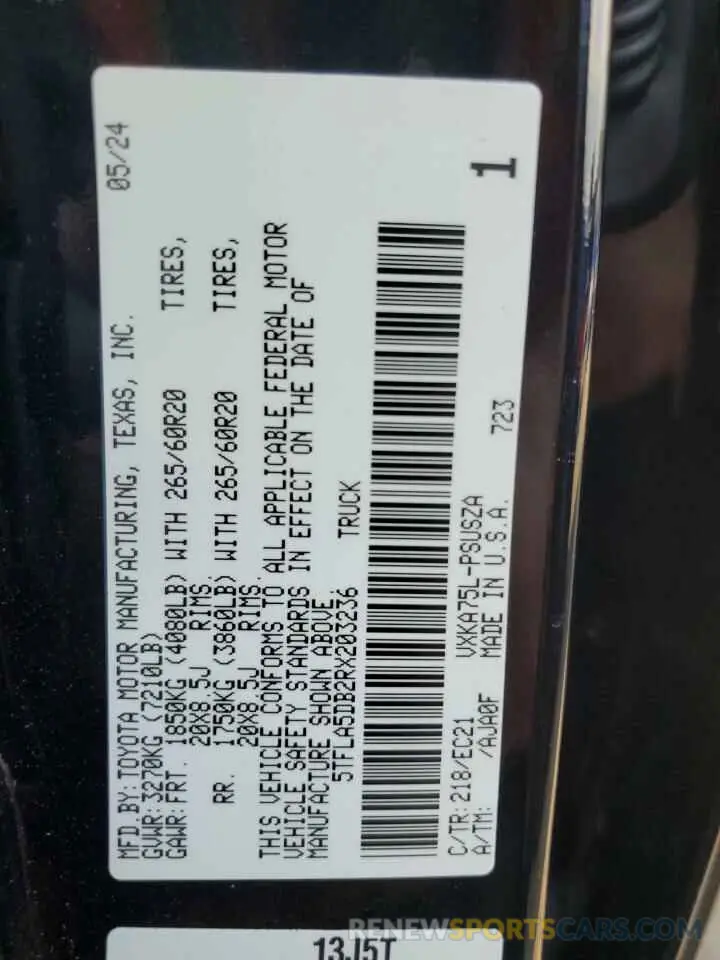 MFD. BY: TOYOTA MOTOR MANUFACTURING, TEXAS, INC. 05/24
GVWR: 3270KG (7210LB)
GAWR: FRT. 1850KG (4080LB) WITH 265/60R20 TIRES,
20X8.5J RIMS.
RR. 1750KG (3860LB) WITH 265/60R20 TIRES,
20X8.5J RIMS.
THIS VEHICLE CONFORMS TO ALL APPLICABLE FEDERAL MOTOR
VEHICLE SAFETY STANDARDS IN EFFECT ON THE DATE OF
MANUFACTURE SHOWN ABOVE.
5TFLA5DB2RX203236 TRUCK
C/TR: 218/EC21 VXKA75L-PSUSZA 723
A/TM: /AJA0F MADE IN U.S.A.
1
13J5T
RENEWSPORTSCARS.COM